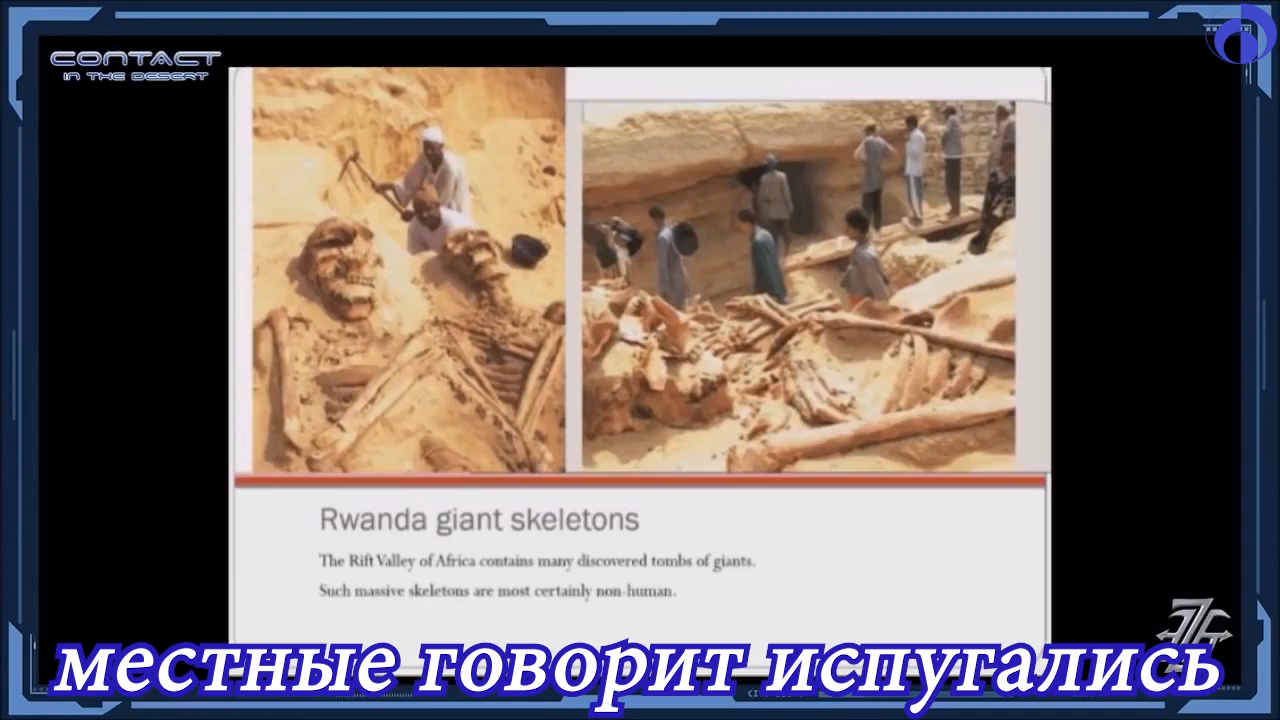 CONTACT
IN THE DESERT
Rwanda giant skeletons
The Rift Valley of Africa contains many discovered tombs of giants.
Such massive skeletons are most certainly non-human.
местные говорит испугались